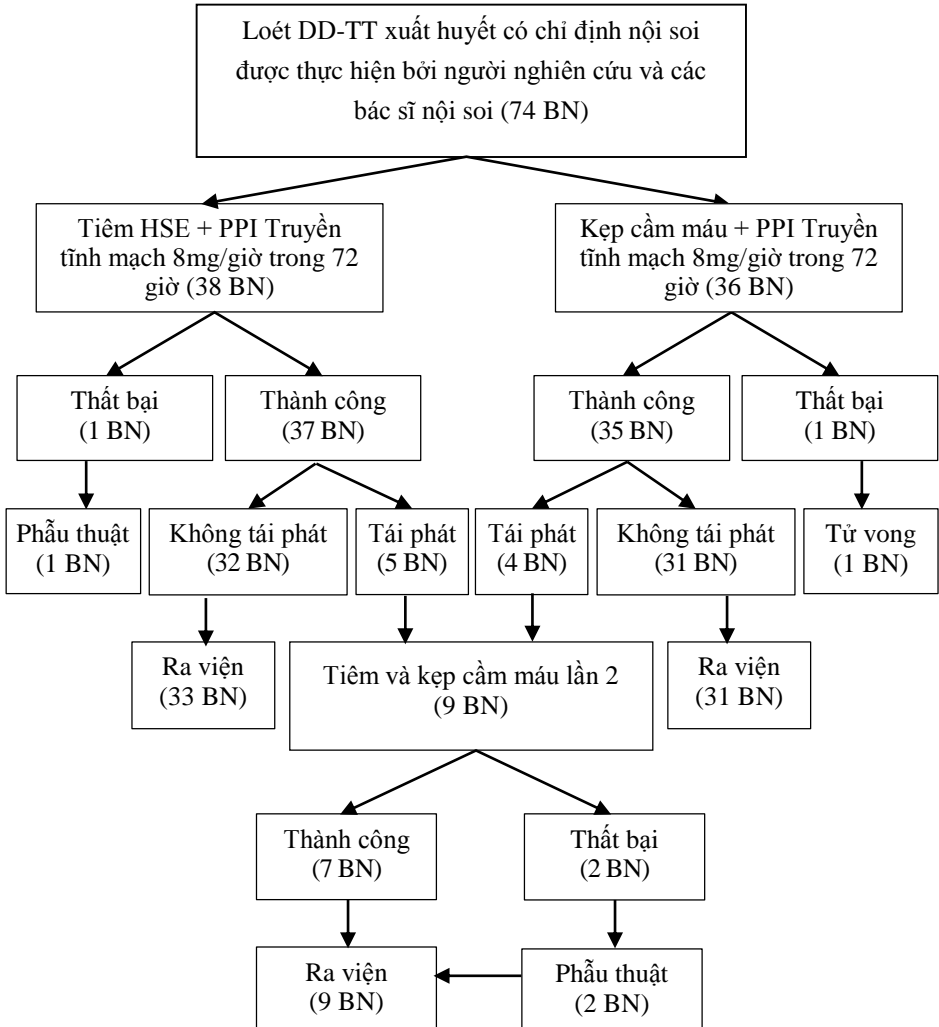 Loét DD-TT xuất huyết có chỉ định nội soi
được thực hiện bởi người nghiên cứu và các
bác sĩ nội soi (74 BN)
Tiêm HSE + PPI Truyền
tĩnh mạch 8mg/giờ trong 72
giờ (38 BN)
Kẹp cầm máu + PPI Truyền
tĩnh mạch 8mg/giờ trong 72
giờ (36 BN)
Thất bại
(1 BN)
Thành công
(37 BN)
Thành công
(35 BN)
Thất bại
(1 BN)
Phẫu thuật
(1 BN)
Không tái phát
(32 BN)
Tái phát
(5 BN)
Tái phát
(4 BN)
Không tái phát
(31 BN)
Tử vong
(1 BN)
Ra viện
(33 BN)
Tiêm và kẹp cầm máu lần 2
(9 BN)
Ra viện
(31 BN)
Thành công
(7 BN)
Thất bại
(2 BN)
Ra viện
(9 BN)
Phẫu thuật
(2 BN)